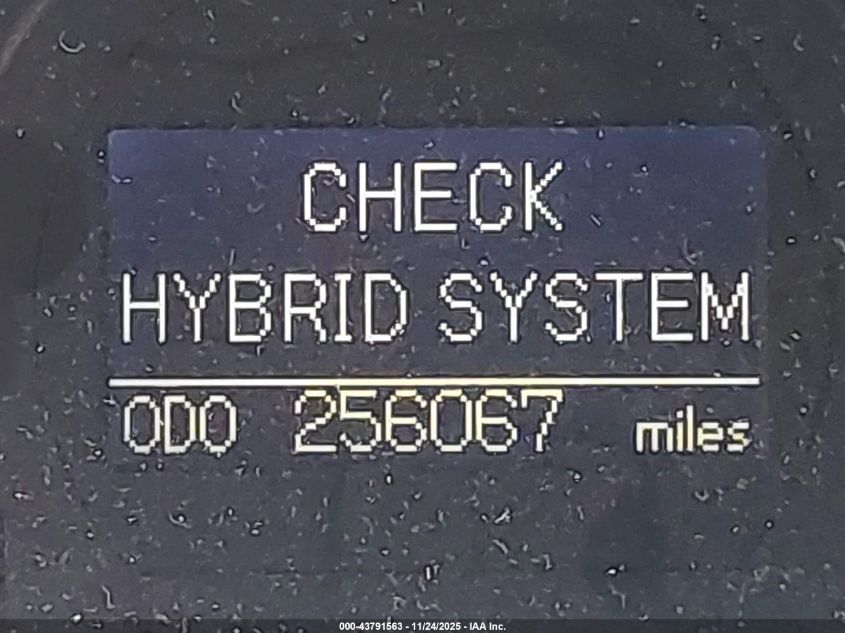 CHECK
HYBRID SYSTEM
ODO 256067 miles
000-43791563 - 11/24/2025 - IAA Inc.